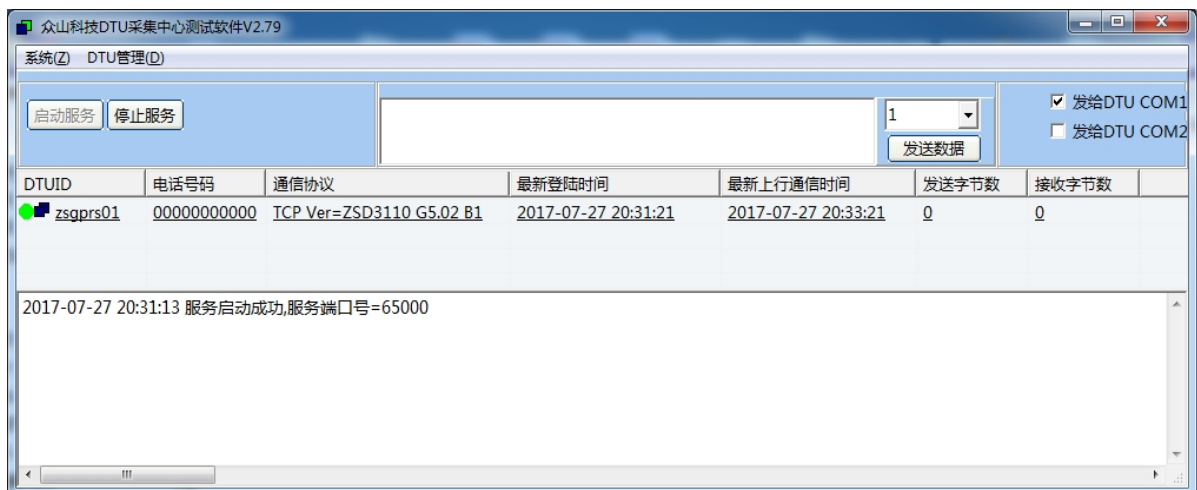 众山科技DTU采集中心测试软件V2.79
系统(Z) DTU管理(D)
启动服务 停止服务
1
发送数据
发给DTU COM1
发给DTU COM2
DTUID 电话号码 通信协议 最新登陆时间 最新上行通信时间 发送字节数 接收字节数
zsgprs01 00000000000 TCP Ver=ZSD3110 G5.02 B1 2017-07-27 20:31:21 2017-07-27 20:33:21 0 0
2017-07-27 20:31:13 服务启动成功,服务端口号=65000